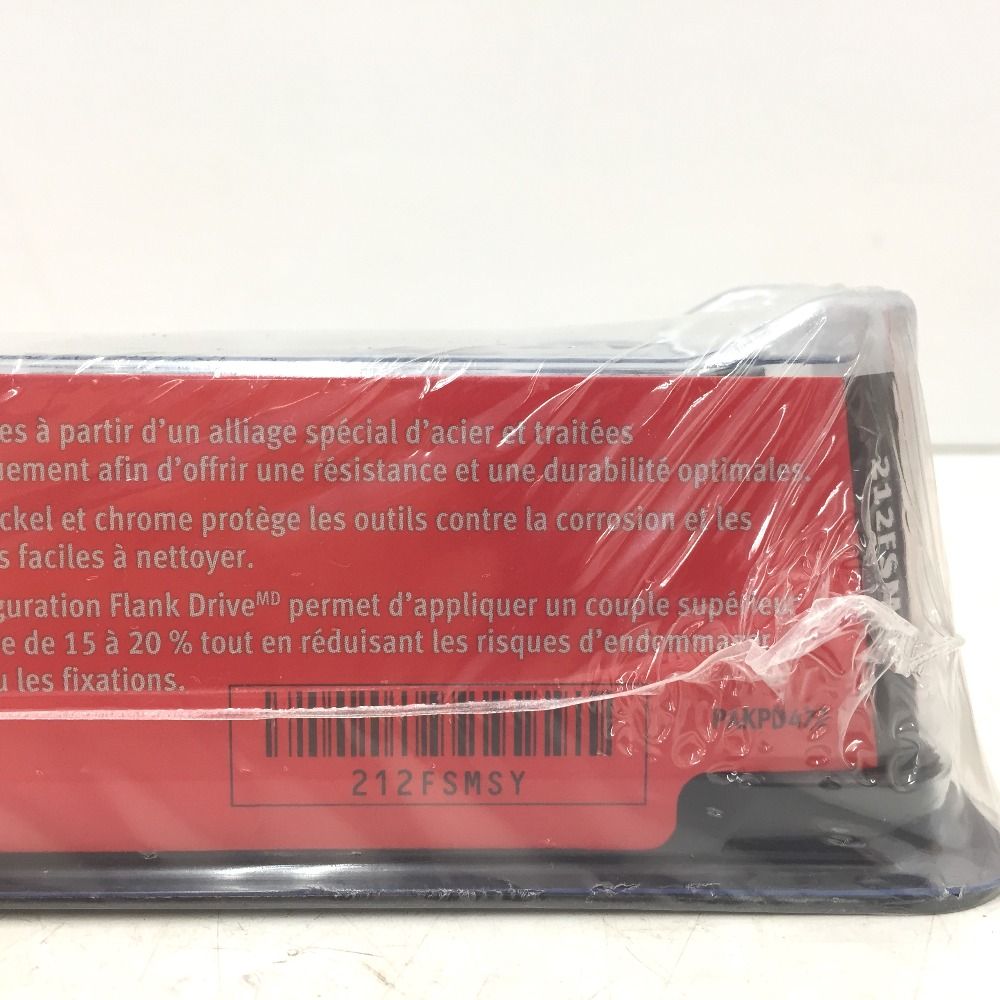 es à partir d'un alliage spécial d'acier et traitées
uement afin d'offrir une résistance et une durabilité optimales.
ckel et chrome protège les outils contre la corrosion et les
s faciles à nettoyer.
guration Flank Drive MD permet d'appliquer un couple supérieur
e de 15 à 20 % tout en réduisant les risques d'endommager
u les fixations.
212FSMSY